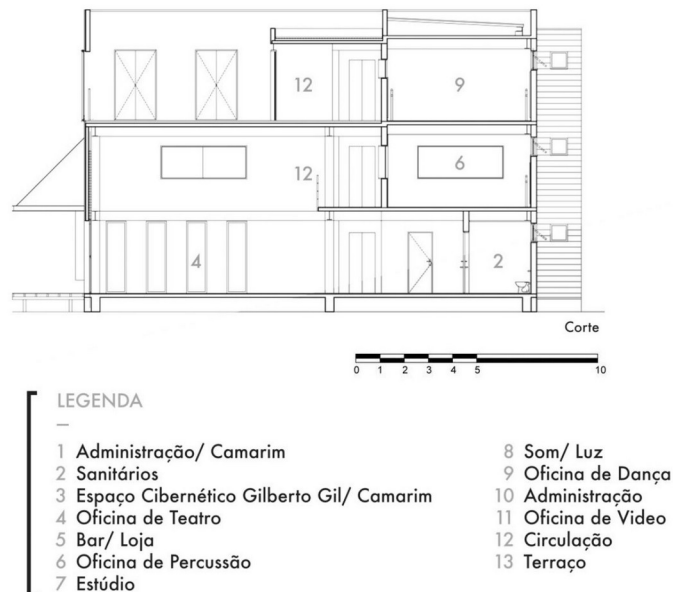 12
9
12
6
4
2
Corte
0 1 2 3 4 5 10
LEGENDA
—
1 Administração/ Camarim
2 Sanitários
3 Espaço Cibernético Gilberto Gil/ Camarim
4 Oficina de Teatro
5 Bar/ Loja
6 Oficina de Percussão
7 Estúdio
8 Som/ Luz
9 Oficina de Dança
10 Administração
11 Oficina de Video
12 Circulação
13 Terraço